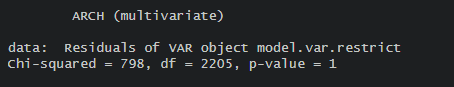 ARCH (multivariate)
data:  Residuals of VAR object model.var.restrict
Chi-squared = 798, df = 2205, p-value = 1